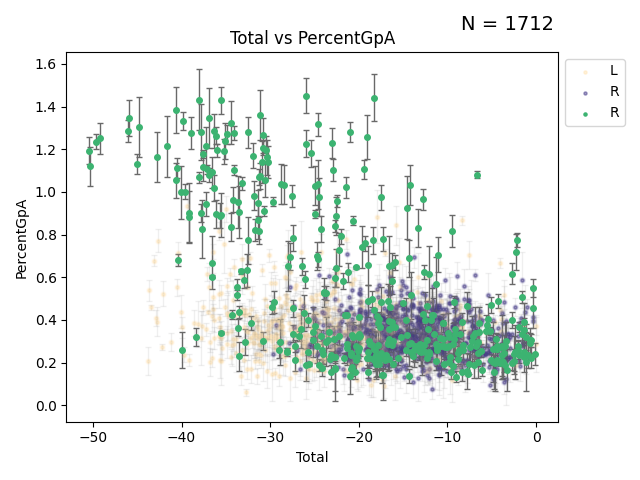 N = 1712
Total vs PercentGpA
L
R
R
1.6
1.4
1.2
1.0
0.8
0.6
0.4
0.2
0.0
PercentGpA
−50 −40 −30 −20 −10 0
Total